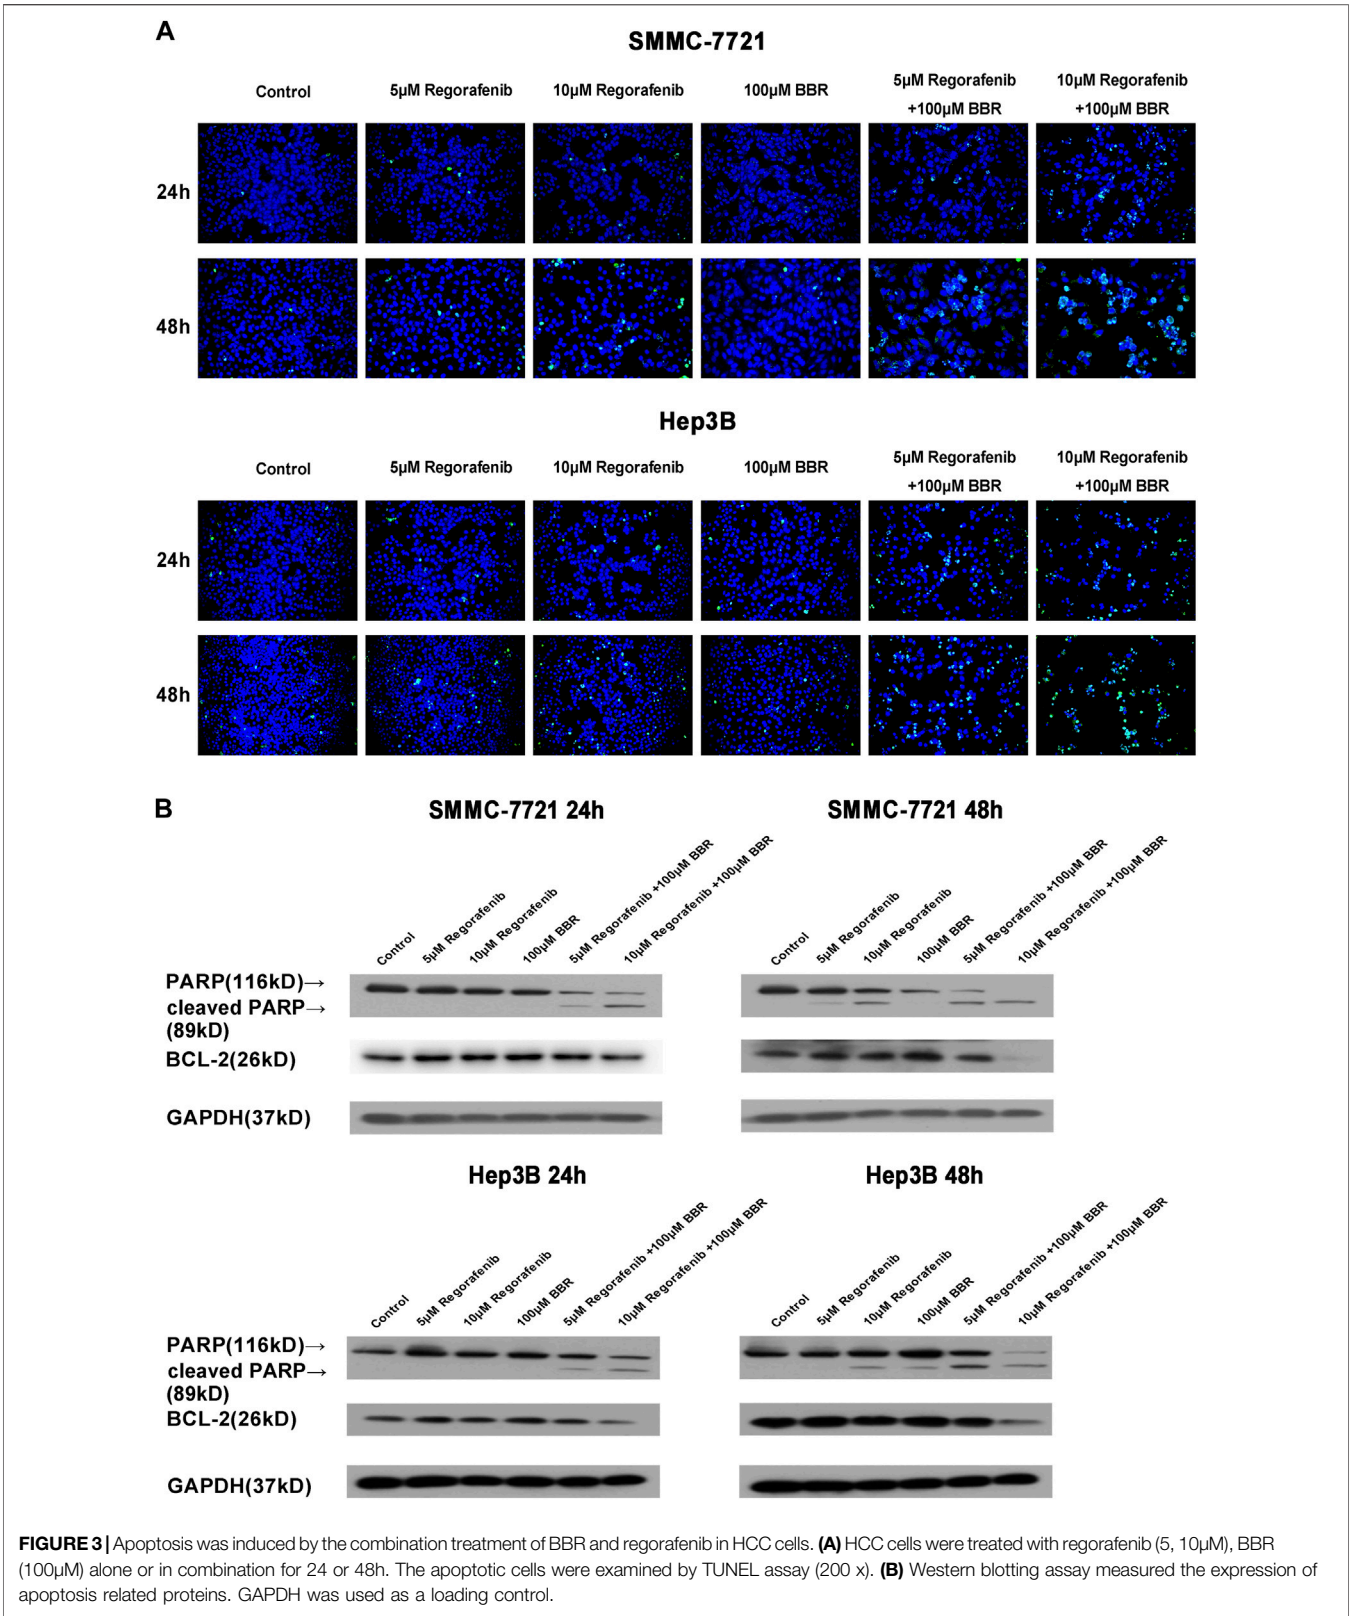 A
SMMC-7721
Control
5µM Regorafenib
10µM Regorafenib
100µM BBR
5µM Regorafenib
+100µM BBR
10µM Regorafenib
+100µM BBR
24h
48h
Hep3B
Control
5µM Regorafenib
10µM Regorafenib
100µM BBR
5µM Regorafenib
+100µM BBR
10µM Regorafenib
+100µM BBR
24h
48h
B
SMMC-7721 24h
Control
5µM Regorafenib
10µM Regorafenib
100µM BBR
5µM Regorafenib +100µM BBR
10µM Regorafenib +100µM BBR
SMMC-7721 48h
Control
5µM Regorafenib
10µM Regorafenib
100µM BBR
5µM Regorafenib +100µM BBR
10µM Regorafenib +100µM BBR
PARP(116kD)→
cleaved PARP→
(89kD)
BCL-2(26kD)
GAPDH(37kD)
Hep3B 24h
Control
5µM Regorafenib
10µM Regorafenib
100µM BBR
5µM Regorafenib +100µM BBR
10µM Regorafenib +100µM BBR
Hep3B 48h
Control
5µM Regorafenib
10µM Regorafenib
100µM BBR
5µM Regorafenib +100µM BBR
10µM Regorafenib +100µM BBR
PARP(116kD)→
cleaved PARP→
(89kD)
BCL-2(26kD)
GAPDH(37kD)
FIGURE 3 | Apoptosis was induced by the combination treatment of BBR and regorafenib in HCC cells. (A) HCC cells were treated with regorafenib (5, 10µM), BBR
(100µM) alone or in combination for 24 or 48h. The apoptotic cells were examined by TUNEL assay (200 x). (B) Western blotting assay measured the expression of
apoptosis related proteins. GAPDH was used as a loading control.